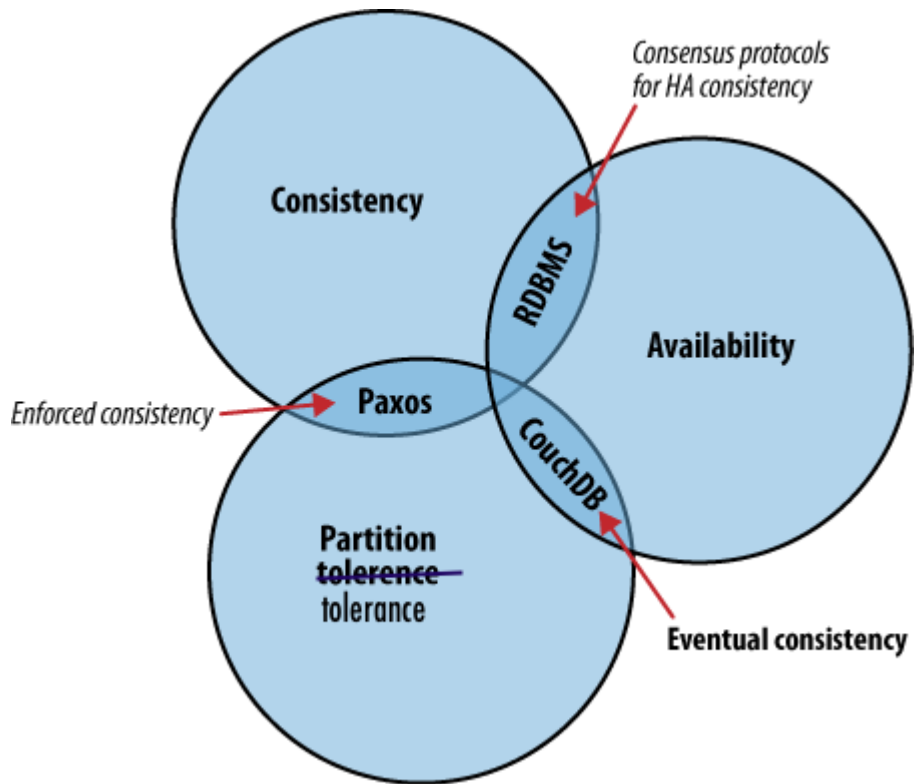 Consensus protocols
for HA consistency
Consistency
RDBMS
Availability
Enforced consistency
Paxos
CouchDB
Partition
tolerence
tolerance
Eventual consistency